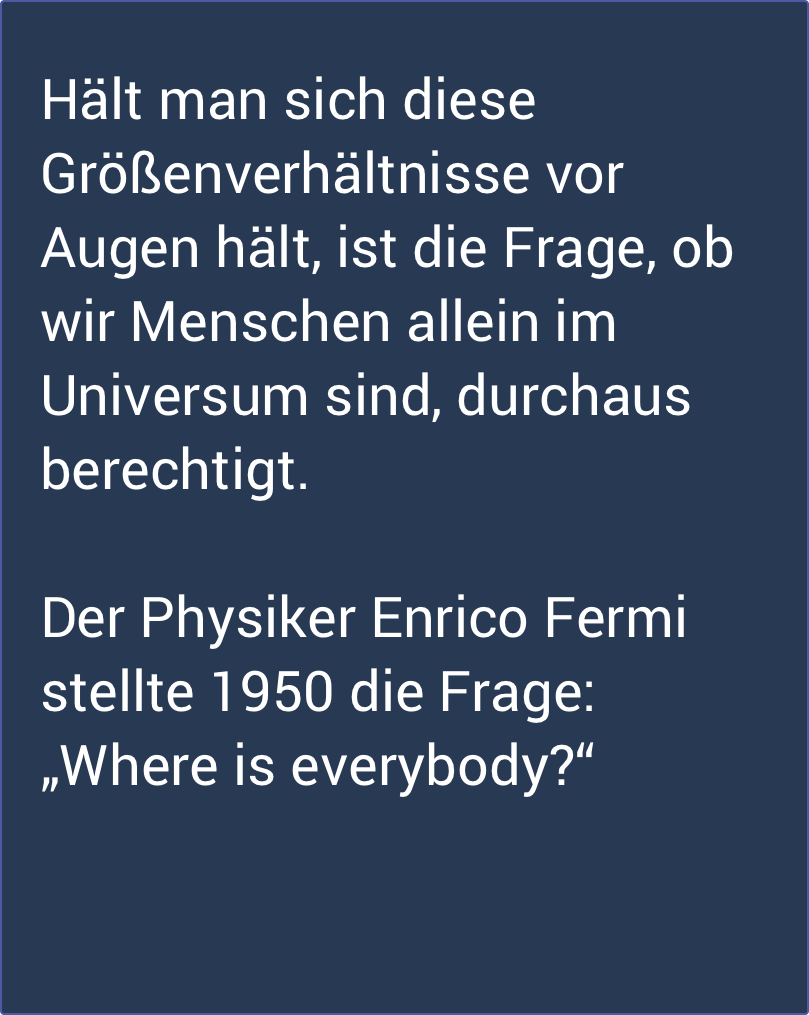 Hält man sich diese
Größenverhältnisse vor
Augen hält, ist die Frage, ob
wir Menschen allein im
Universum sind, durchaus
berechtigt.
Der Physiker Enrico Fermi
stellte 1950 die Frage:
„Where is everybody?“